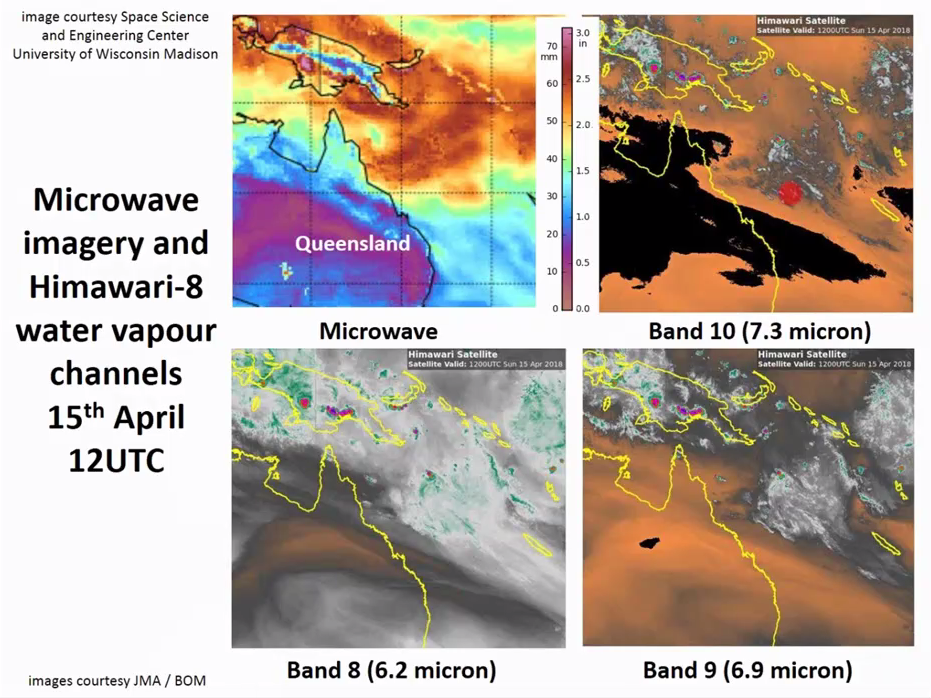 image courtesy Space Science
and Engineering Center
University of Wisconsin Madison
Microwave
imagery and
Himawari-8
water vapour
channels
15th April
12UTC
images courtesy JMA / BOM
Queensland
70
mm
60
50
40
30
20
10
0
3.0
in
2.5
2.0
1.5
1.0
0.5
0.0
Microwave
Himawari Satellite
Satellite Valid: 1200UTC Sun 15 Apr 2018
Band 10 (7.3 micron)
Himawari Satellite
Satellite Valid: 1200UTC Sun 15 Apr 2018
Band 8 (6.2 micron)
Himawari Satellite
Satellite Valid: 1200UTC Sun 15 Apr 2018
Band 9 (6.9 micron)